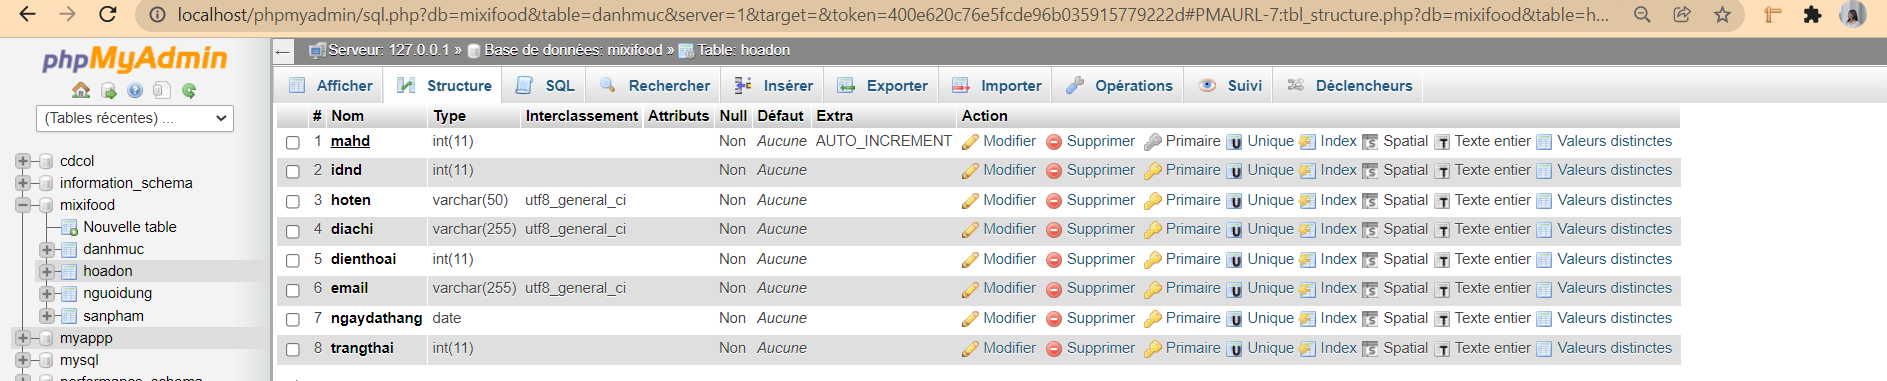 localhost/phpmyadmin/sql.php?db=mixifood&table=danhmuc&server=1&target=&token=400e620c76e5fcde96b035915779222d#PMAURL-7:tbl_structure.php?db=mixifood&table=h...
phpMyAdmin
(Tables récentes) ...
cdcol
information_schema
mixifood
Nouvelle table
danhmuc
hoadon
nguoidung
sanpham
myappp
mysql
performance_schema
Serveur: 127.0.0.1 » Base de données: mixifood » Table: hoadon
Afficher Structure SQL Rechercher Insérer Exporter Importer Opérations Suivi Déclencheurs
# Nom Type Interclassement Attributs Null Défaut Extra Action
1 mahd int(11) Non Aucune AUTO_INCREMENT Modifier Supprimer Primaire Unique Index Spatial Texte entier Valeurs distinctes
2 idnd int(11) Non Aucune Modifier Supprimer Primaire Unique Index Spatial Texte entier Valeurs distinctes
3 hoten varchar(50) utf8_general_ci Non Aucune Modifier Supprimer Primaire Unique Index Spatial Texte entier Valeurs distinctes
4 diachi varchar(255) utf8_general_ci Non Aucune Modifier Supprimer Primaire Unique Index Spatial Texte entier Valeurs distinctes
5 dienthoai int(11) Non Aucune Modifier Supprimer Primaire Unique Index Spatial Texte entier Valeurs distinctes
6 email varchar(255) utf8_general_ci Non Aucune Modifier Supprimer Primaire Unique Index Spatial Texte entier Valeurs distinctes
7 ngaydathang date Non Aucune Modifier Supprimer Primaire Unique Index Spatial Texte entier Valeurs distinctes
8 trangthai int(11) Non Aucune Modifier Supprimer Primaire Unique Index Spatial Texte entier Valeurs distinctes